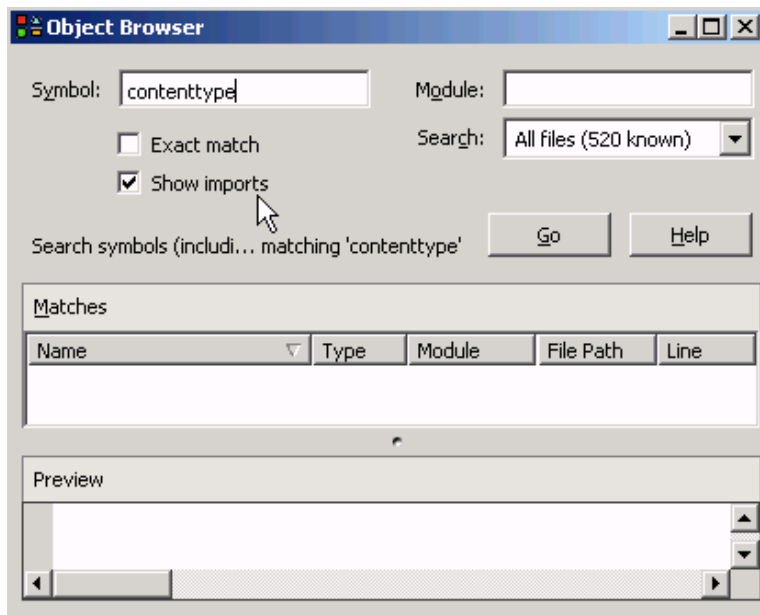 Object Browser
Symbol: contenttype Module:
Exact match Search: All files (520 known)
Show imports
Search symbols (includi... matching 'contenttype' Go Help
Matches
Name Type Module File Path Line
Preview